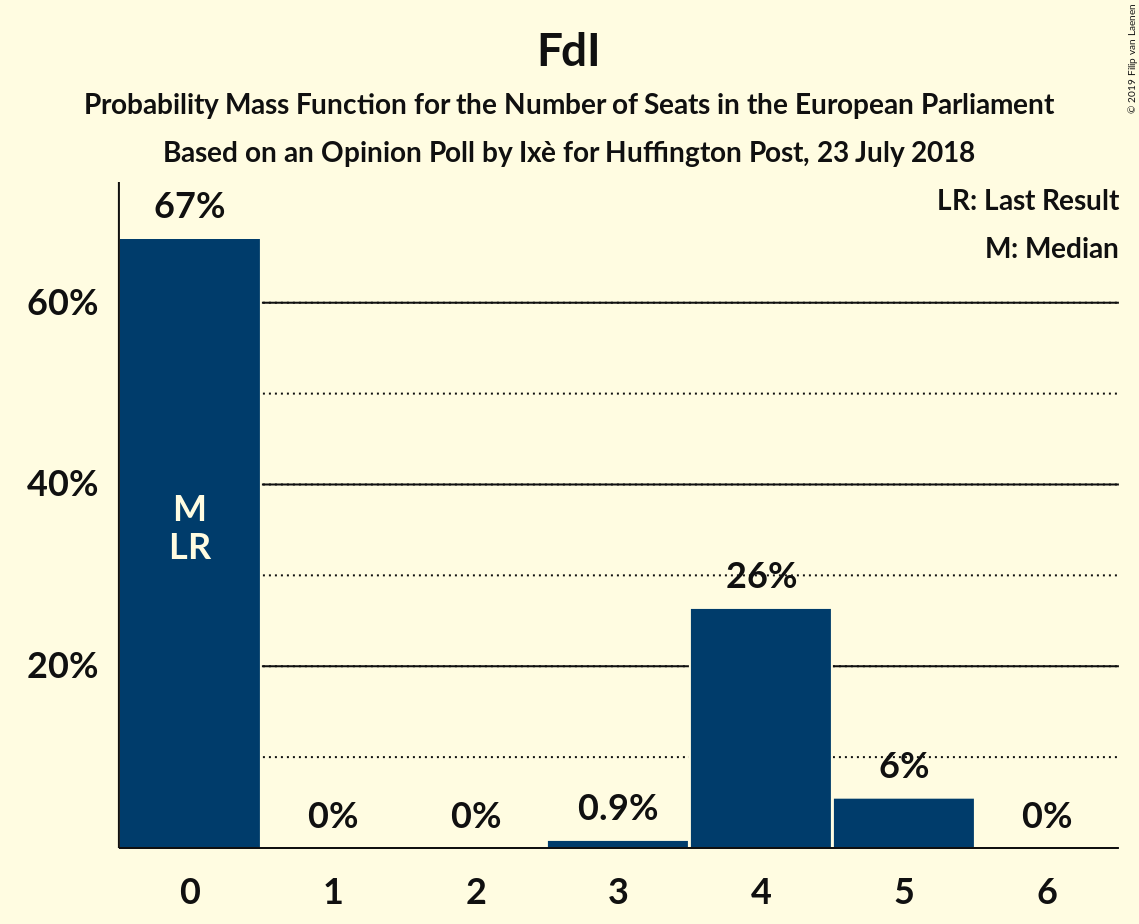 FdI
Probability Mass Function for the Number of Seats in the European Parliament
Based on an Opinion Poll by Ixè for Huffington Post, 23 July 2018
© 2019 Filip van Laenen
LR: Last Result
M: Median
67%
60%
40%
20%
M
LR
0%
0%
0.9%
26%
6%
0%
0
1
2
3
4
5
6